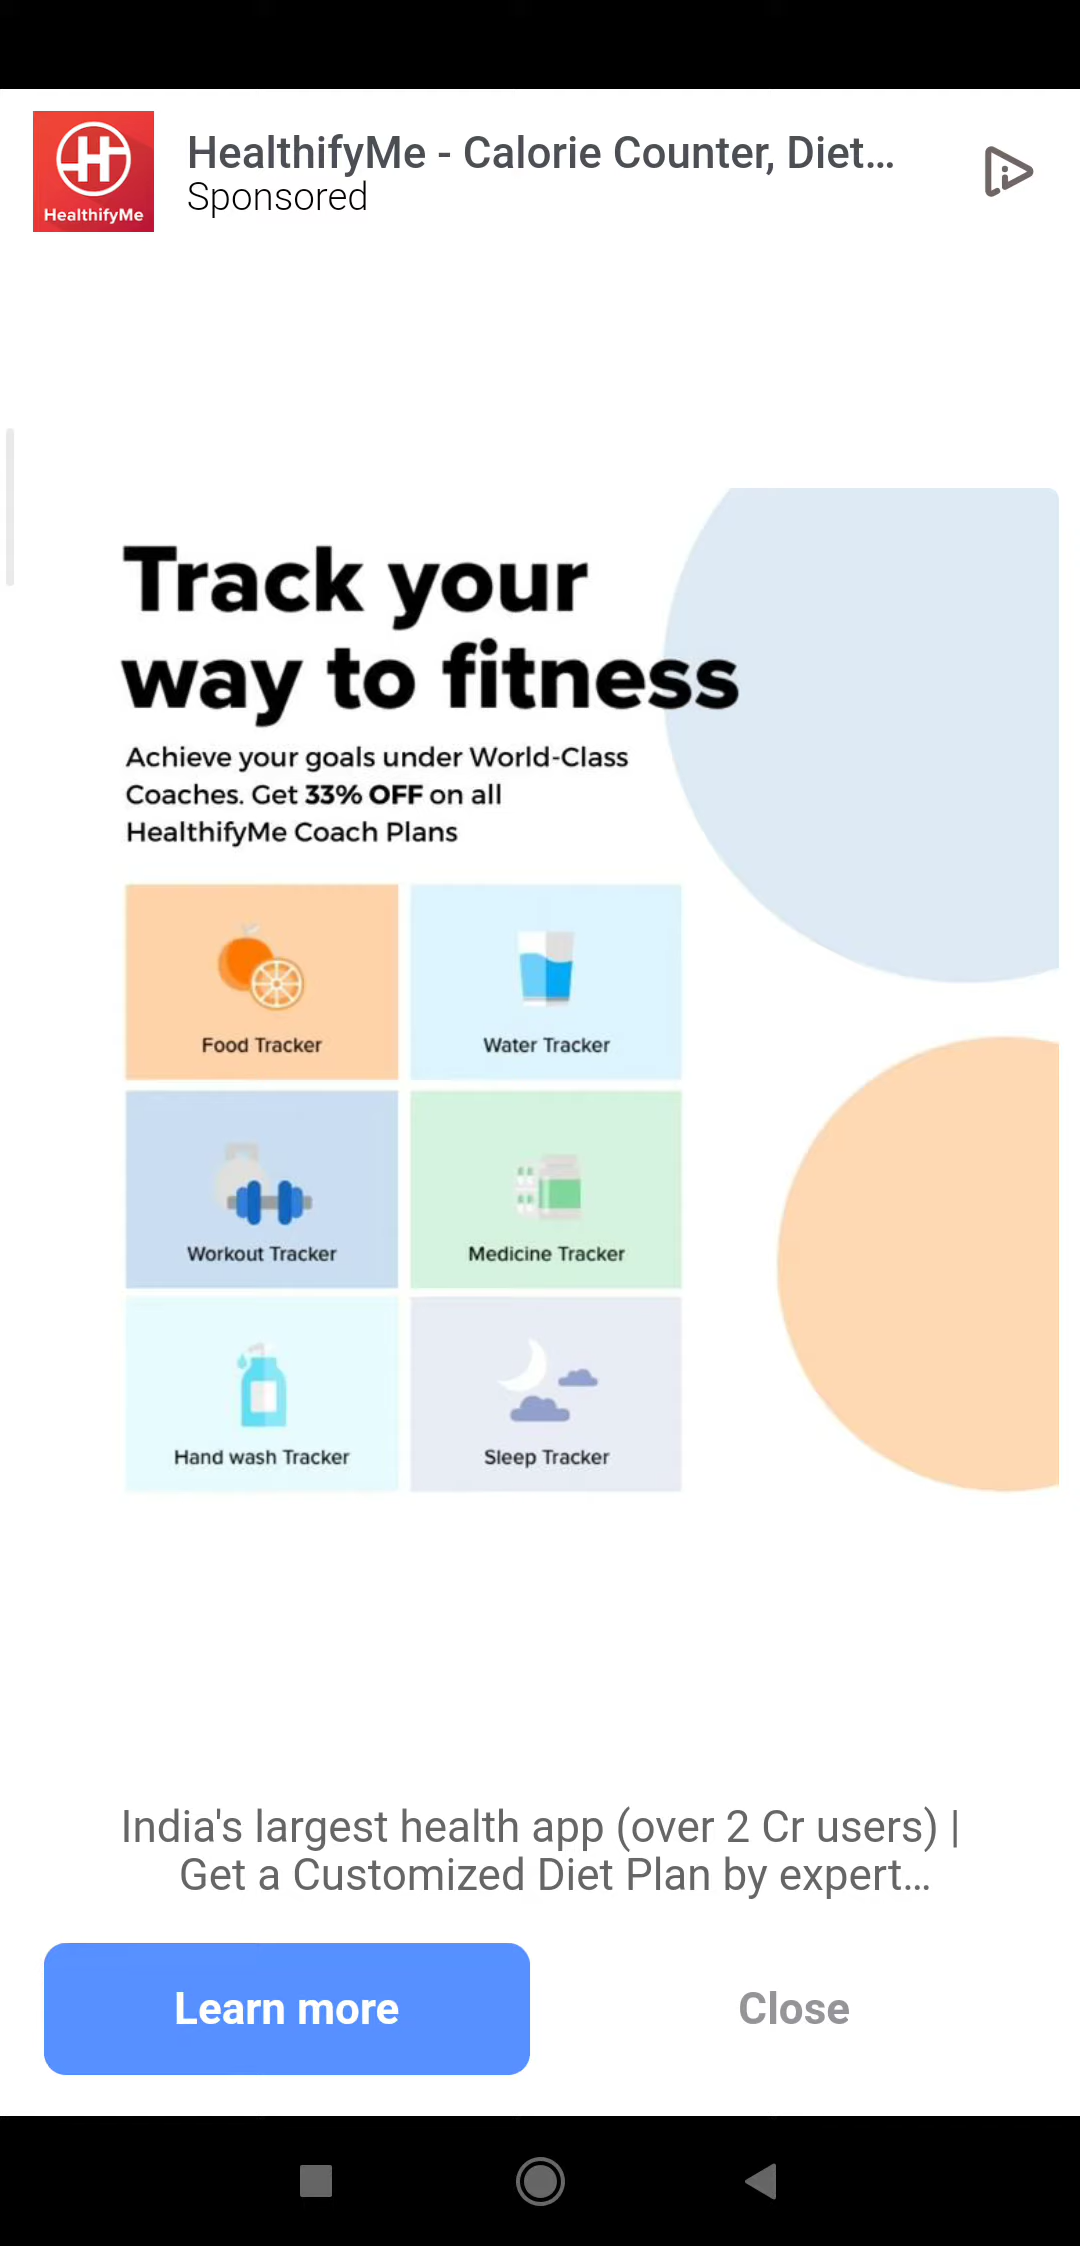 HealthifyMe
HealthifyMe - Calorie Counter, Diet...
Sponsored
Track your
way to fitness
Achieve your goals under World-Class
Coaches. Get 33% OFF on all
HealthifyMe Coach Plans
Food Tracker
Water Tracker
Workout Tracker
Medicine Tracker
Hand wash Tracker
Sleep Tracker
India's largest health app (over 2 Cr users) |
Get a Customized Diet Plan by expert...
Learn more
Close